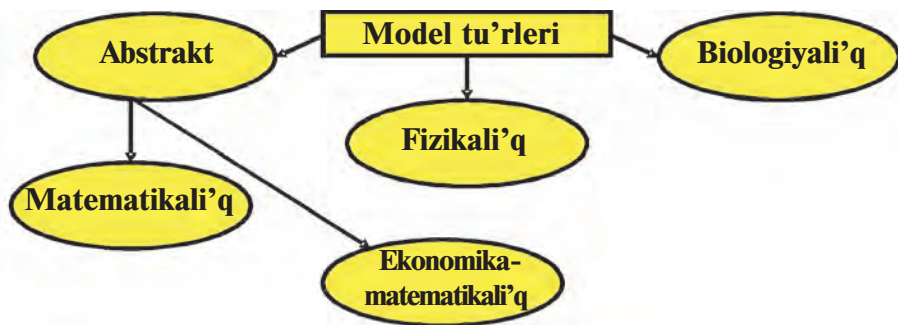 Model tu’rleri
Abstrakt
Biologiyali’q
Fizikali’q
Matematikali’q
Ekonomika-
matematikali’q